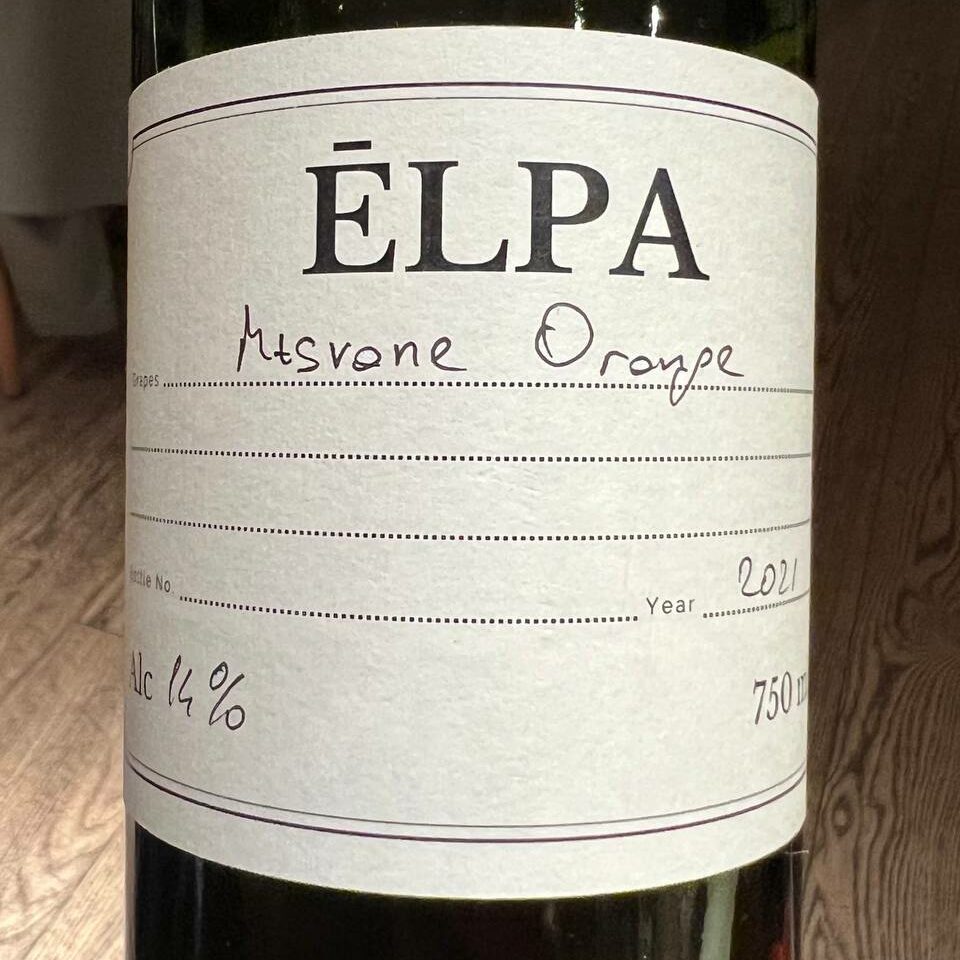 ĒLPA
Grapes Mtsvane Orange
Bottle No. Year 2021
Alc 14% 750 m